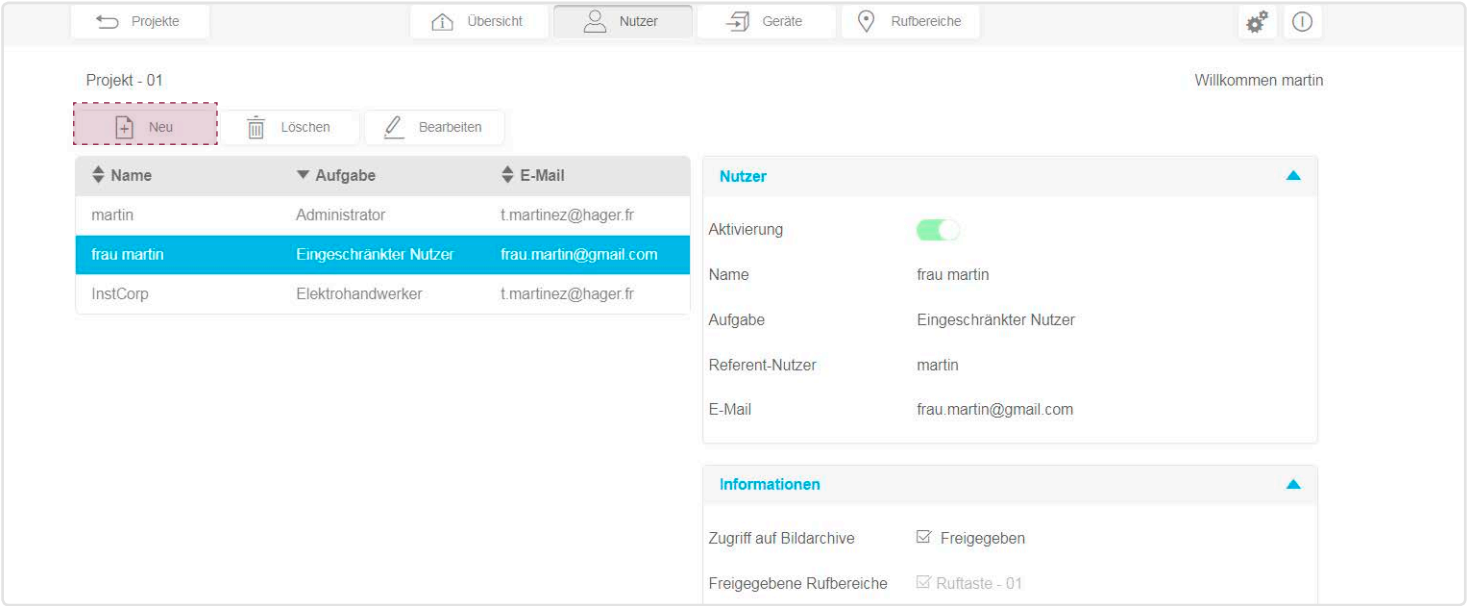 Projekte Übersicht Nutzer Geräte Rufbereiche
Projekt - 01 Willkommen martin
Neu Löschen Bearbeiten
Name Aufgabe E-Mail
martin Administrator t.martinez@hager.fr
frau martin Eingeschränkter Nutzer frau.martin@gmail.com
InstCorp Elektrohandwerker t.martinez@hager.fr
Nutzer
Aktivierung
Name frau martin
Aufgabe Eingeschränkter Nutzer
Referent-Nutzer martin
E-Mail frau.martin@gmail.com
Informationen
Zugriff auf Bildarchive Freigegeben
Freigegebene Rufbereiche Ruftaste - 01